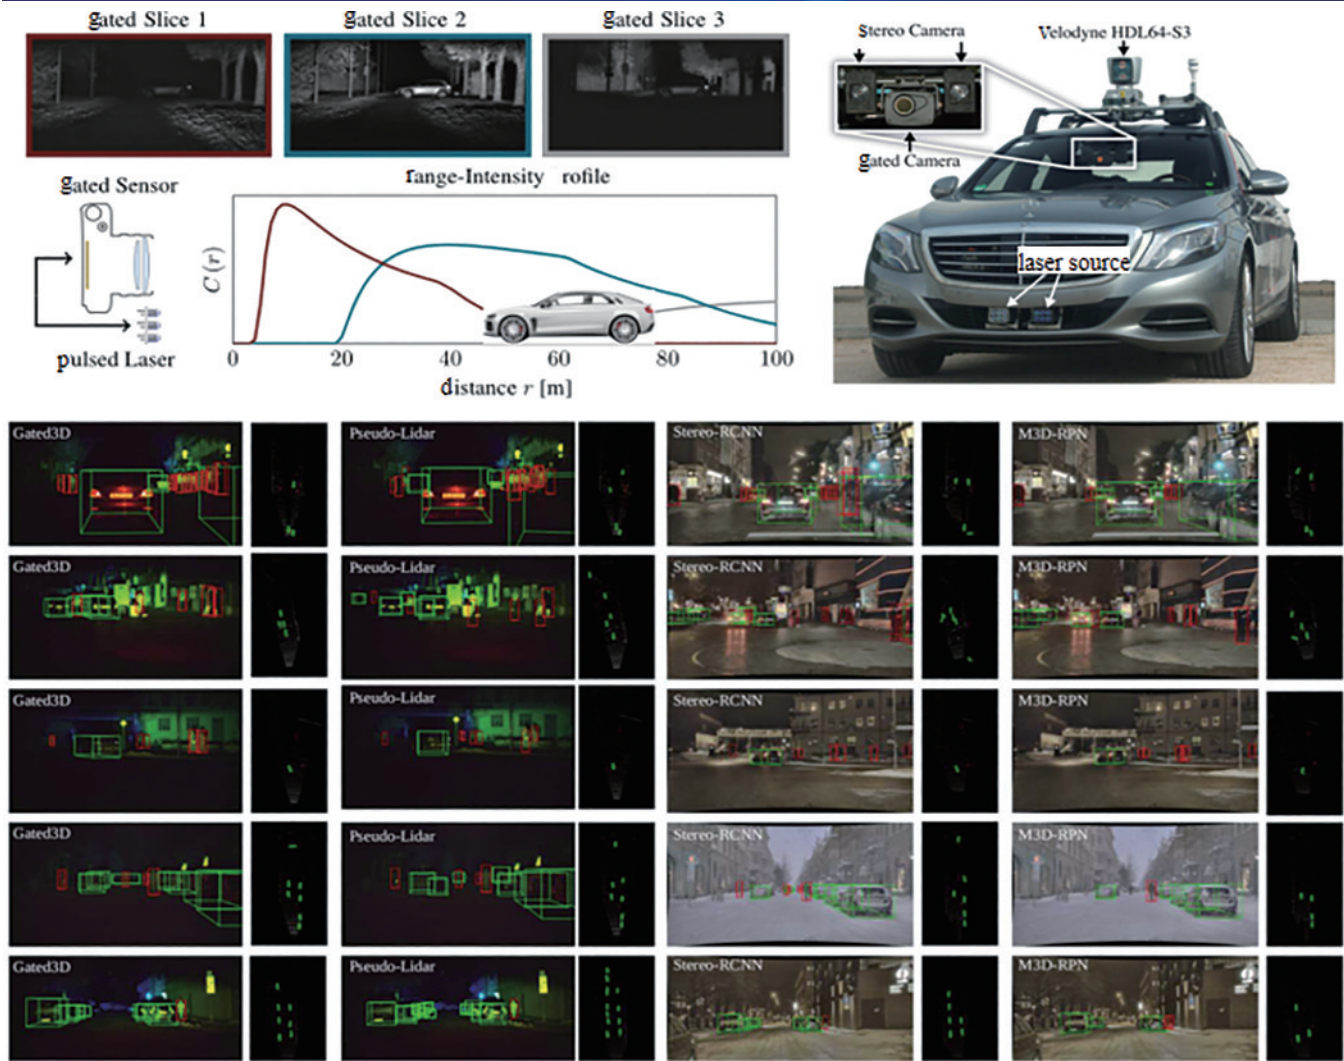 gated Slice 1
gated Slice 2
gated Slice 3
Stereo Camera
Velodyne HDL64-S3
gated Camera
laser source
gated Sensor
pulsed Laser
range-Intensity rofile
C (r)
0 20 40 60 80 100
distance r [m]
Gated3D Pseudo-Lidar Stereo-RCNN M3D-RPN
Gated3D Pseudo-Lidar Stereo-RCNN M3D-RPN
Gated3D Pseudo-Lidar Stereo-RCNN M3D-RPN
Gated3D Pseudo-Lidar Stereo-RCNN M3D-RPN
Gated3D Pseudo-Lidar Stereo-RCNN M3D-RPN